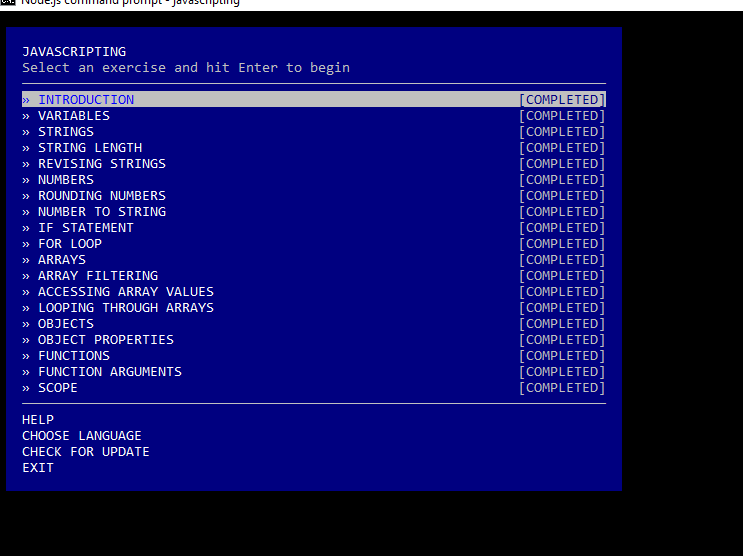 Node.js command prompt - javascripting
JAVASCRIPTING
Select an exercise and hit Enter to begin
» INTRODUCTION [COMPLETED]
» VARIABLES [COMPLETED]
» STRINGS [COMPLETED]
» STRING LENGTH [COMPLETED]
» REVISING STRINGS [COMPLETED]
» NUMBERS [COMPLETED]
» ROUNDING NUMBERS [COMPLETED]
» NUMBER TO STRING [COMPLETED]
» IF STATEMENT [COMPLETED]
» FOR LOOP [COMPLETED]
» ARRAYS [COMPLETED]
» ARRAY FILTERING [COMPLETED]
» ACCESSING ARRAY VALUES [COMPLETED]
» LOOPING THROUGH ARRAYS [COMPLETED]
» OBJECTS [COMPLETED]
» OBJECT PROPERTIES [COMPLETED]
» FUNCTIONS [COMPLETED]
» FUNCTION ARGUMENTS [COMPLETED]
» SCOPE [COMPLETED]
HELP
CHOOSE LANGUAGE
CHECK FOR UPDATE
EXIT